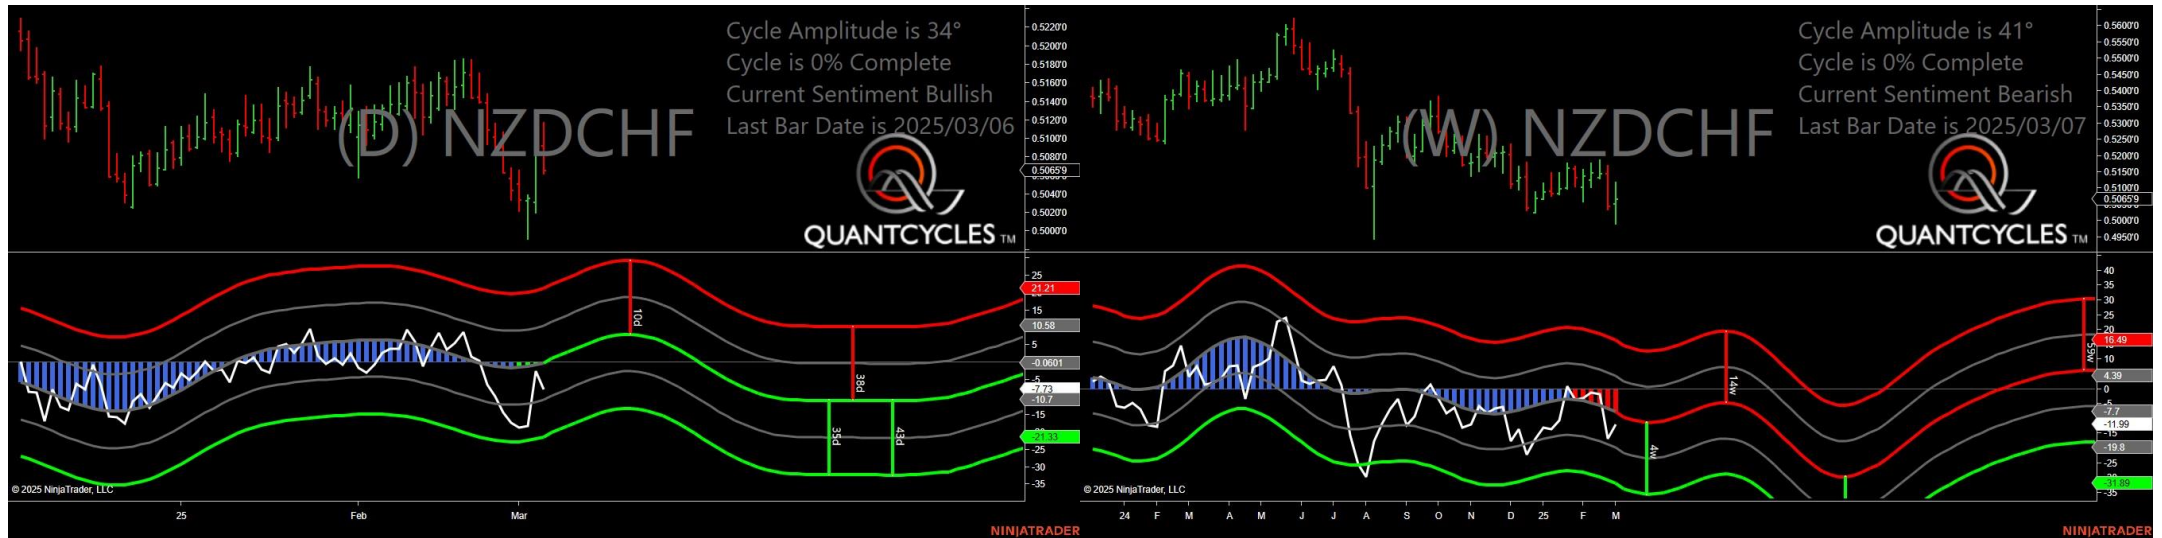 Cycle Amplitude is 34°
Cycle is 0% Complete
Current Sentiment Bullish
Last Bar Date is 2025/03/06
(D) NZDCHF
QUANTCYCLES TM
0.5220'0
0.5200'0
0.5180'0
0.5160'0
0.5140'0
0.5120'0
0.5100'0
0.5080'0
0.5065'9
0.5040'0
0.5020'0
0.5000'0
25
21.21
10.58
5
-0.0601
-7.73
-10.7
-15
-21.33
-25
-30
-35
10d
38d
35d
43d
© 2025 NinjaTrader, LLC
25
Feb
Mar
NINJATRADER
Cycle Amplitude is 41°
Cycle is 0% Complete
Current Sentiment Bearish
Last Bar Date is 2025/03/07
(W) NZDCHF
QUANTCYCLES TM
0.5600'0
0.5550'0
0.5500'0
0.5450'0
0.5400'0
0.5350'0
0.5300'0
0.5250'0
0.5200'0
0.5150'0
0.5100'0
0.5065'9
0.5000'0
0.4950'0
40
35
30
25
20
16.49
10
4.39
0
-5
-7.7
-11.99
-15
-19.8
-25
-31.89
-35
4w
14w
59w
© 2025 NinjaTrader, LLC
24
F
M
A
M
J
J
A
S
O
N
D
25
F
M
NINJATRADER